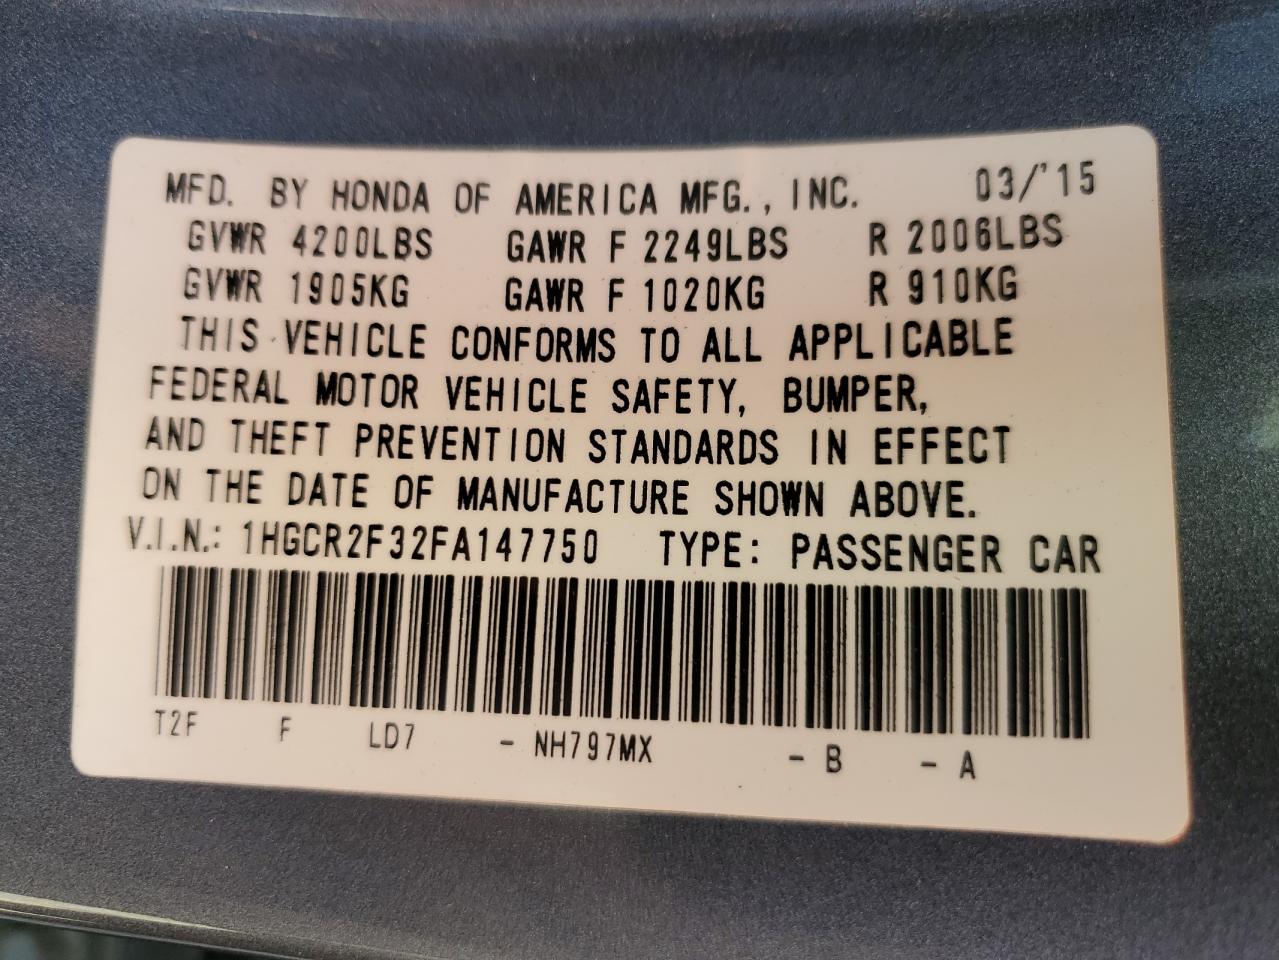 MFD. BY HONDA OF AMERICA MFG., INC. 03/'15
GVWR 4200LBS GAWR F 2249LBS R 2006LBS
GVWR 1905KG GAWR F 1020KG R 910KG
THIS VEHICLE CONFORMS TO ALL APPLICABLE
FEDERAL MOTOR VEHICLE SAFETY, BUMPER,
AND THEFT PREVENTION STANDARDS IN EFFECT
ON THE DATE OF MANUFACTURE SHOWN ABOVE.
V.I.N.: 1HGCR2F32FA147750 TYPE: PASSENGER CAR
T2F F LD7 - NH797MX - B - A